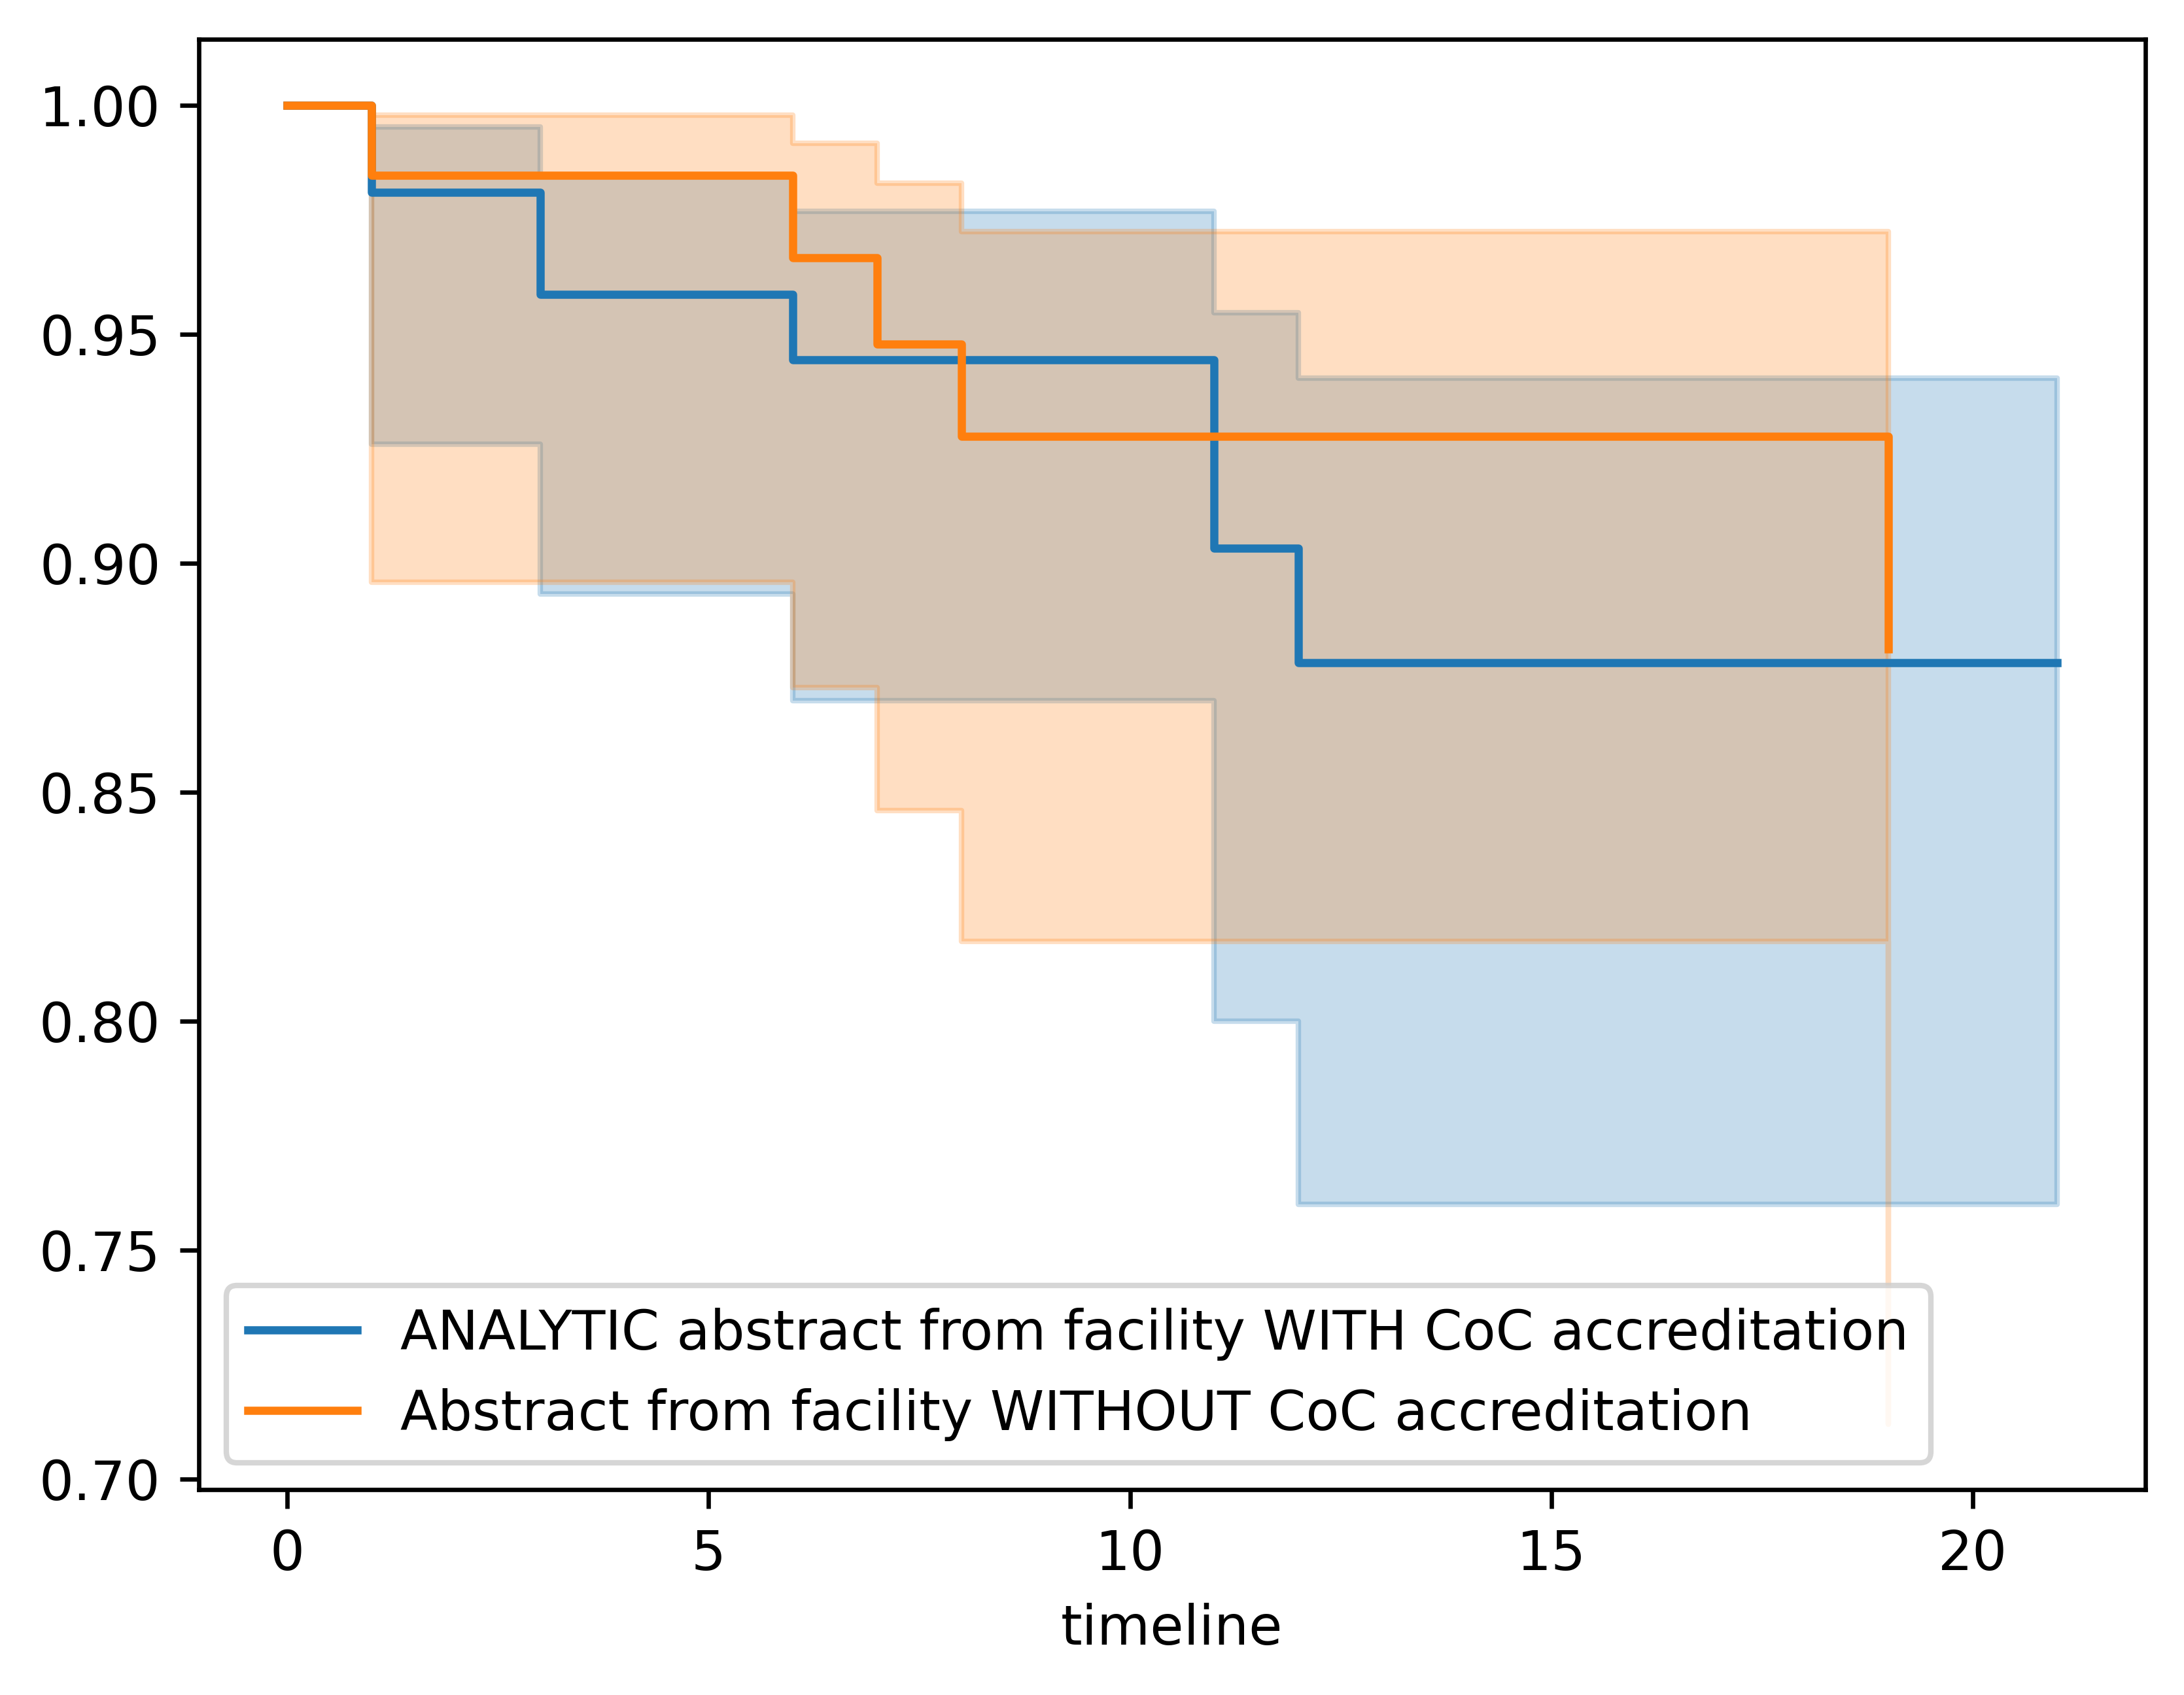 1.00
0.95
0.90
0.85
0.80
0.75
0.70
ANALYTIC abstract from facility WITH CoC accreditation
Abstract from facility WITHOUT CoC accreditation
0 5 10 15 20
timeline